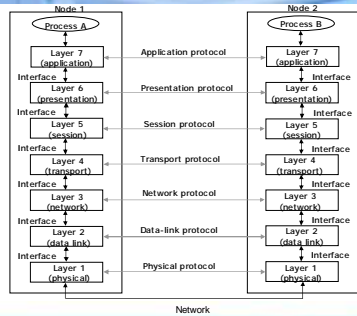 Node 1
Node 2
Process A
Process B
Layer 7
(application)
Application protocol
Layer 7
(application)
Interface
Interface
Layer 6
(presentation)
Presentation protocol
Layer 6
(presentation)
Interface
Interface
Layer 5
(session)
Session protocol
Layer 5
(session)
Interface
Interface
Layer 4
(transport)
Transport protocol
Layer 4
(transport)
Interface
Interface
Layer 3
(network)
Network protocol
Layer 3
(network)
Interface
Interface
Layer 2
(data link)
Data-link protocol
Layer 2
(data link)
Interface
Interface
Layer 1
(physical)
Physical protocol
Layer 1
(physical)
Network